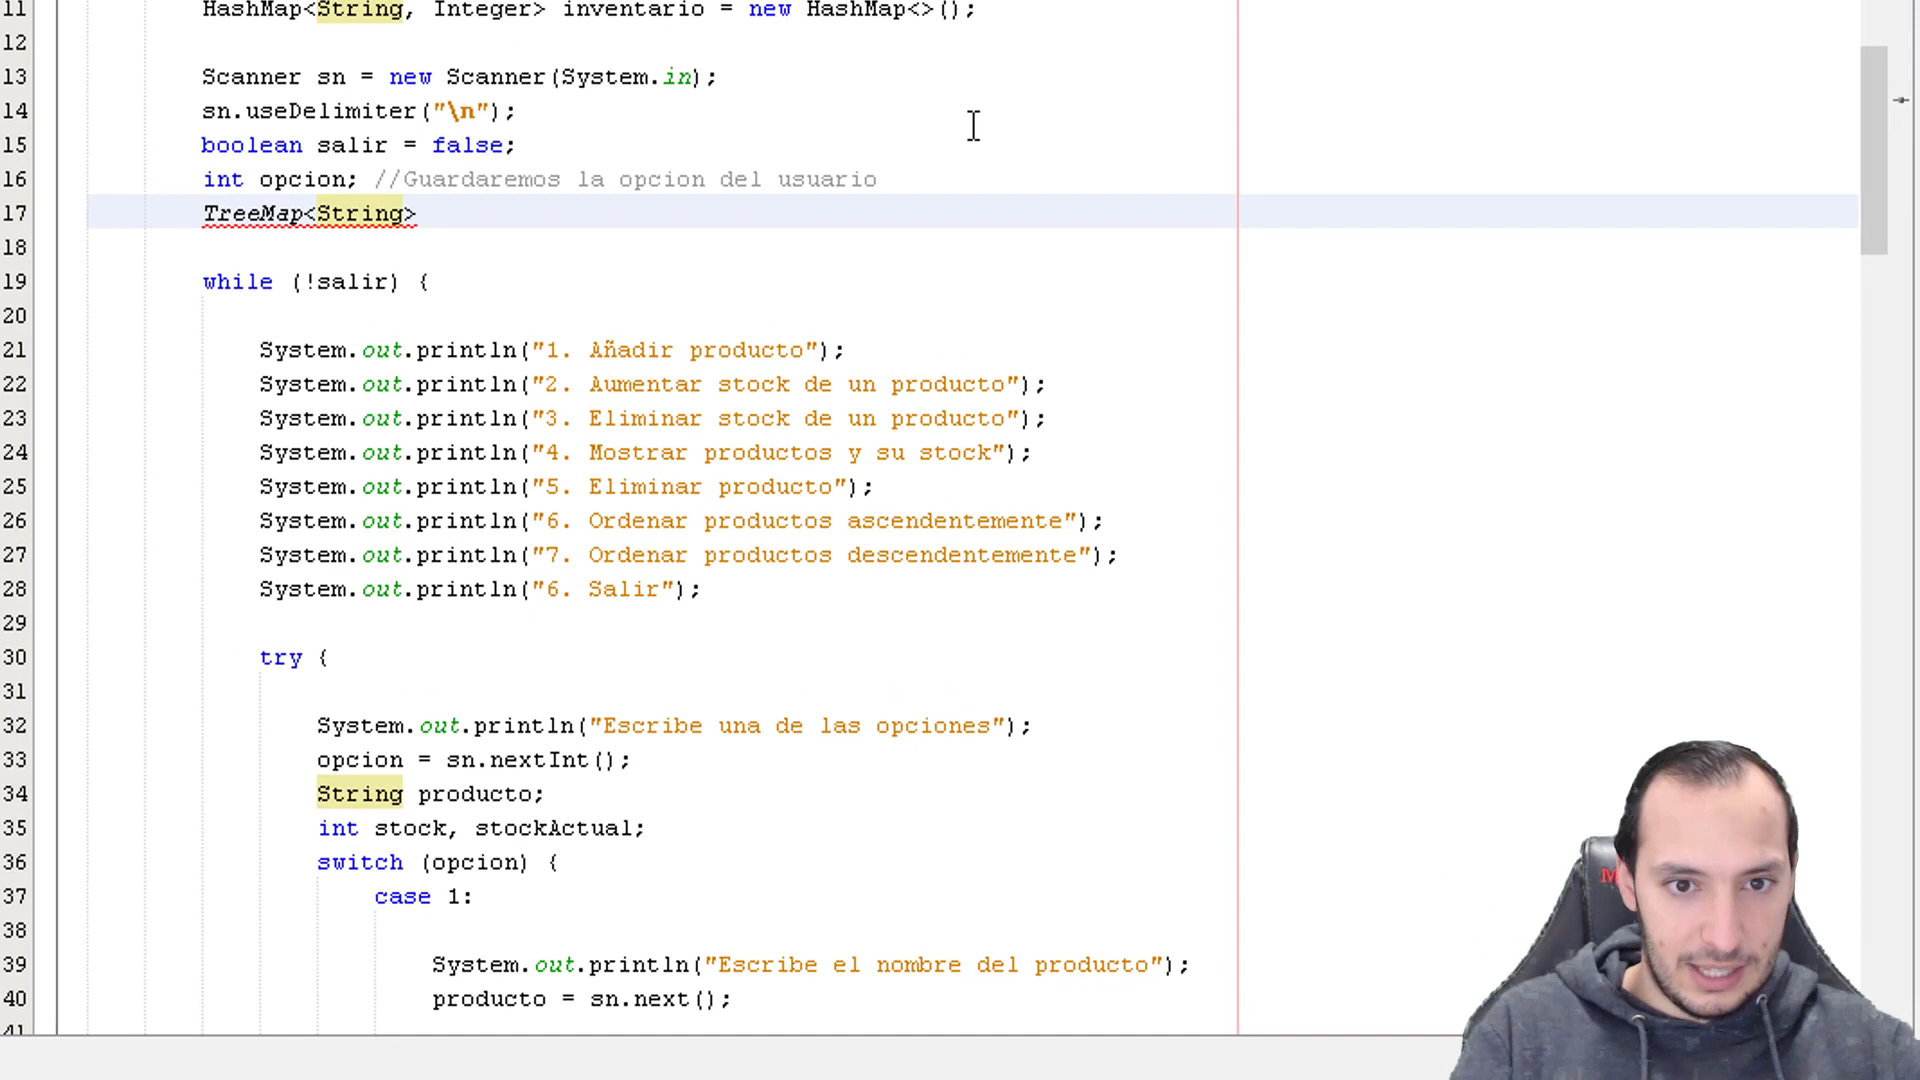 11 HashMap<String, Integer> inventario = new HashMap<>();
12
13 Scanner sn = new Scanner(System.in);
14 sn.useDelimiter("\n");
15 boolean salir = false;
16 int opcion; //Guardaremos la opcion del usuario
17 TreeMap<String>
18
19 while (!salir) {
20
21 System.out.println("1. Añadir producto");
22 System.out.println("2. Aumentar stock de un producto");
23 System.out.println("3. Eliminar stock de un producto");
24 System.out.println("4. Mostrar productos y su stock");
25 System.out.println("5. Eliminar producto");
26 System.out.println("6. Ordenar productos ascendentemente");
27 System.out.println("7. Ordenar productos descendentemente");
28 System.out.println("6. Salir");
29
30 try {
31
32 System.out.println("Escribe una de las opciones");
33 opcion = sn.nextInt();
34 String producto;
35 int stock, stockActual;
36 switch (opcion) {
37 case 1:
38
39 System.out.println("Escribe el nombre del producto");
40 producto = sn.next();
41